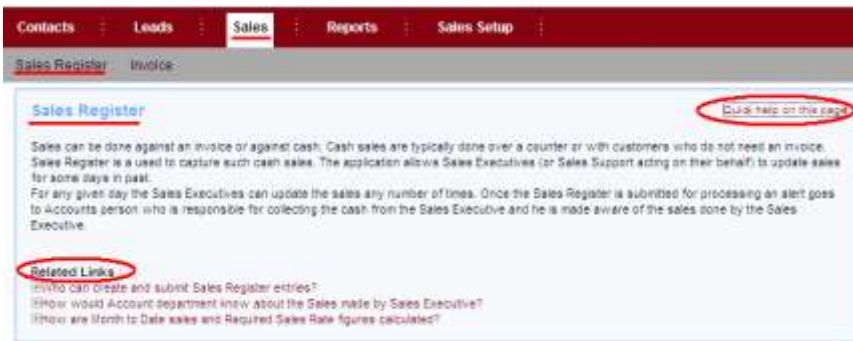 Contacts Leads Sales Reports Sales Setup
Sales Register Invoice
Sales Register Quick help on this page
Sales can be done against an invoice or against cash. Cash sales are typically done over a counter or with customers who do not need an invoice.
Sales Register is a used to capture such cash sales. The application allows Sales Executives (or Sales Support acting on their behalf) to update sales
for some days in past.
For any given day the Sales Executives can update the sales any number of times. Once the Sales Register is submitted for processing an alert goes
to Accounts person who is responsible for collecting the cash from the Sales Executive and he is made aware of the sales done by the Sales
Executive.
Related Links
Who can create and submit Sales Register entries?
How would Account department know about the Sales made by Sales Executive?
How are Month to Date sales and Required Sales Rate figures calculated?